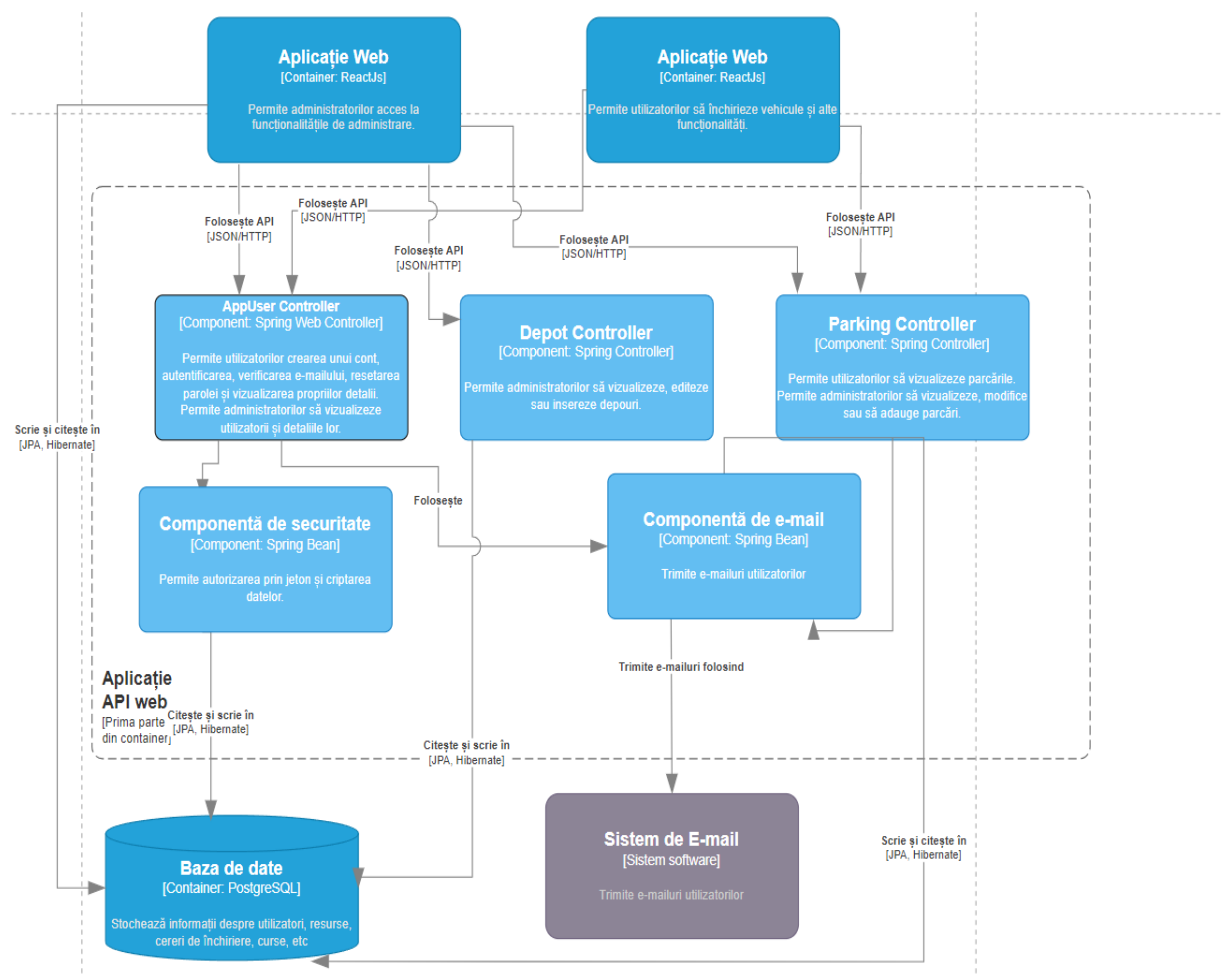 Aplicație Web
[Container: ReactJs]
Permite administratorilor acces la
funcționalitățile de administrare.
Aplicație Web
[Container: ReactJs]
Permite utilizatorilor să închirieze vehicule și alte
funcționalități.
Folosește API
[JSON/HTTP]
Folosește API
[JSON/HTTP]
Folosește API
[JSON/HTTP]
Folosește API
[JSON/HTTP]
Folosește API
[JSON/HTTP]
AppUser Controller
[Component: Spring Web Controller]
Permite utilizatorilor crearea unui cont,
autentificarea, verificarea e-mailului, resetarea
parolei și vizualizarea propriilor detalii.
Permite administratorilor să vizualizeze
utilizatorii și detaliile lor.
Depot Controller
[Component: Spring Controller]
Permite administratorilor să vizualizeze, editeze
sau insereze depouri.
Parking Controller
[Component: Spring Controller]
Permite utilizatorilor să vizualizeze parcările.
Permite administratorilor să vizualizeze, modifice
sau să adauge parcări.
Scrie și citește în
[JPA, Hibernate]
Folosește
Componentă de securitate
[Component: Spring Bean]
Permite autorizarea prin jeton și criptarea
datelor.
Componentă de e-mail
[Component: Spring Bean]
Trimite e-mailuri utilizatorilor
Trimite e-mailuri folosind
Aplicație
API web
[Prima parte
din container]
Citește și scrie în
[JPA, Hibernate]
Citește și scrie în
[JPA, Hibernate]
Scrie și citește în
[JPA, Hibernate]
Baza de date
[Container: PostgreSQL]
Stochează informații despre utilizatori, resurse,
cereri de închiriere, curse, etc
Sistem de E-mail
[Sistem software]
Trimite e-mailuri utilizatorilor